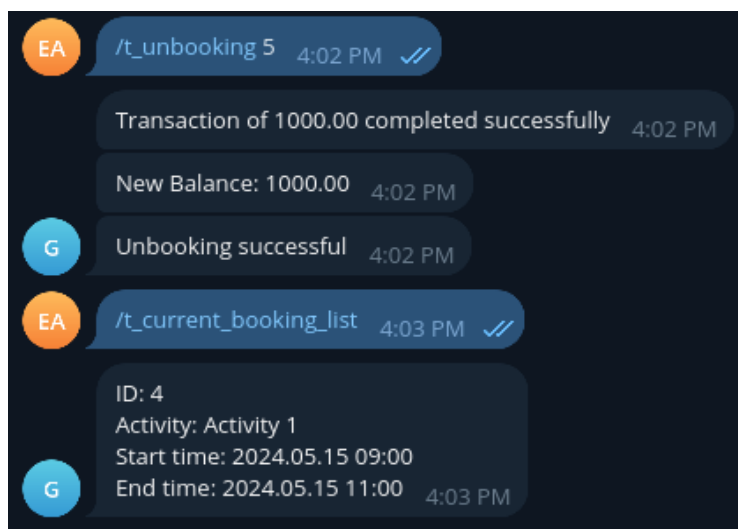 EA
/t_unbooking 5 4:02 PM
Transaction of 1000.00 completed successfully 4:02 PM
New Balance: 1000.00 4:02 PM
G
Unbooking successful 4:02 PM
EA
/t_current_booking_list 4:03 PM
ID: 4
Activity: Activity 1
Start time: 2024.05.15 09:00
G
End time: 2024.05.15 11:00 4:03 PM